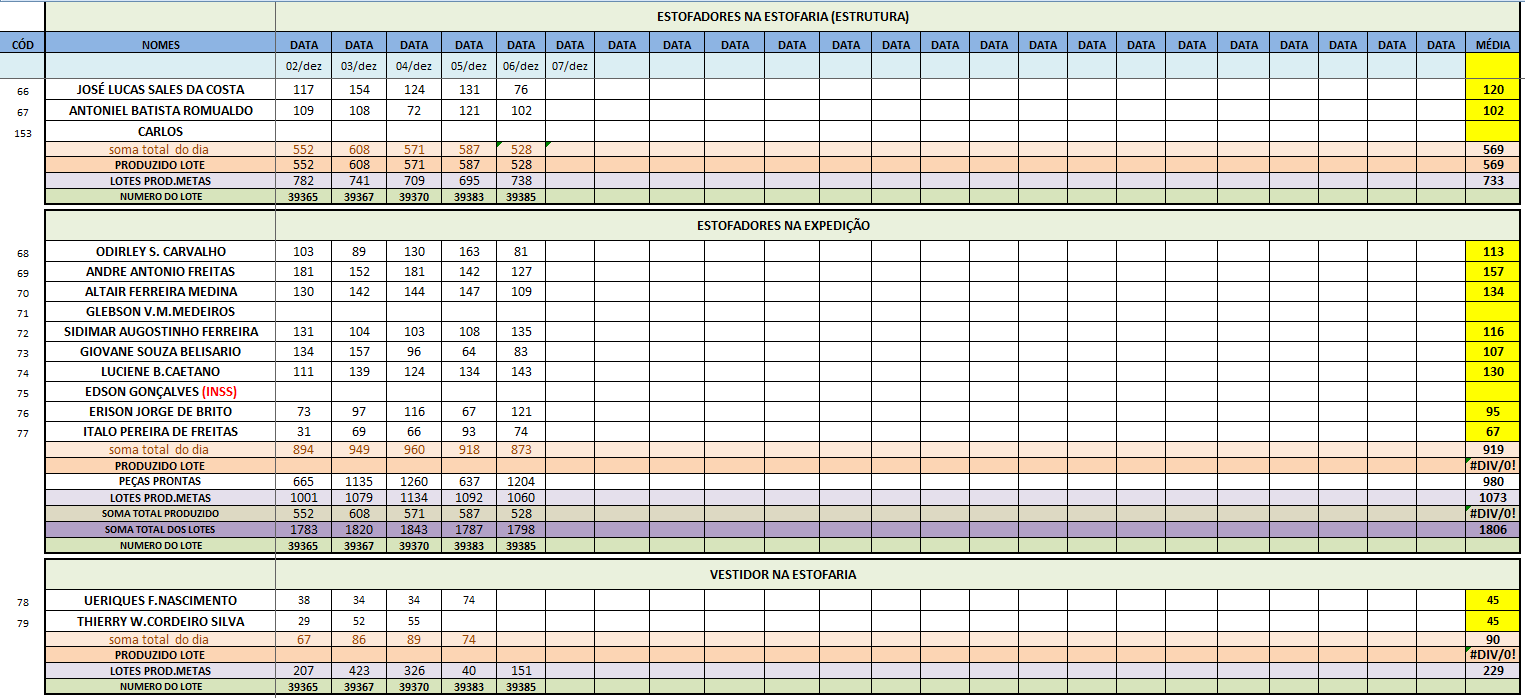 ESTOFADORES NA ESTOFARIA (ESTRUTURA)
CÓD NOMES DATA DATA DATA DATA DATA DATA DATA DATA DATA DATA DATA DATA DATA DATA DATA DATA DATA DATA DATA DATA DATA DATA DATA MÉDIA
02/dez 03/dez 04/dez 05/dez 06/dez 07/dez
66 JOSÉ LUCAS SALES DA COSTA 117 154 124 131 76 120
67 ANTONIEL BATISTA ROMUALDO 109 108 72 121 102 102
153 CARLOS
soma total do dia 552 608 571 587 528 569
PRODUZIDO LOTE 552 608 571 587 528 569
LOTES PROD.METAS 782 741 709 695 738 733
NUMERO DO LOTE 39365 39367 39370 39383 39385
ESTOFADORES NA EXPEDIÇÃO
68 ODIRLEY S. CARVALHO 103 89 130 163 81 113
69 ANDRE ANTONIO FREITAS 181 152 181 142 127 157
70 ALTAIR FERREIRA MEDINA 130 142 144 147 109 134
71 GLEBSON V.M.MEDEIROS
72 SIDIMAR AUGOSTINHO FERREIRA 131 104 103 108 135 116
73 GIOVANE SOUZA BELISARIO 134 157 96 64 83 107
74 LUCIENE B.CAETANO 111 139 124 134 143 130
75 EDSON GONÇALVES (INSS)
76 ERISON JORGE DE BRITO 73 97 116 67 121 95
77 ITALO PEREIRA DE FREITAS 31 69 66 93 74 67
soma total do dia 894 949 960 918 873 919
PRODUZIDO LOTE #DIV/0!
PEÇAS PRONTAS 665 1135 1260 637 1204 980
LOTES PROD.METAS 1001 1079 1134 1092 1060 1073
SOMA TOTAL PRODUZIDO 552 608 571 587 528 #DIV/0!
SOMA TOTAL DOS LOTES 1783 1820 1843 1787 1798 1806
NUMERO DO LOTE 39365 39367 39370 39383 39385
VESTIDOR NA ESTOFARIA
78 UERIQUES F.NASCIMENTO 38 34 34 74 45
79 THIERRY W.CORDEIRO SILVA 29 52 55 45
soma total do dia 67 86 89 74 90
PRODUZIDO LOTE #DIV/0!
LOTES PROD.METAS 207 423 326 40 151 229
NUMERO DO LOTE 39365 39367 39370 39383 39385